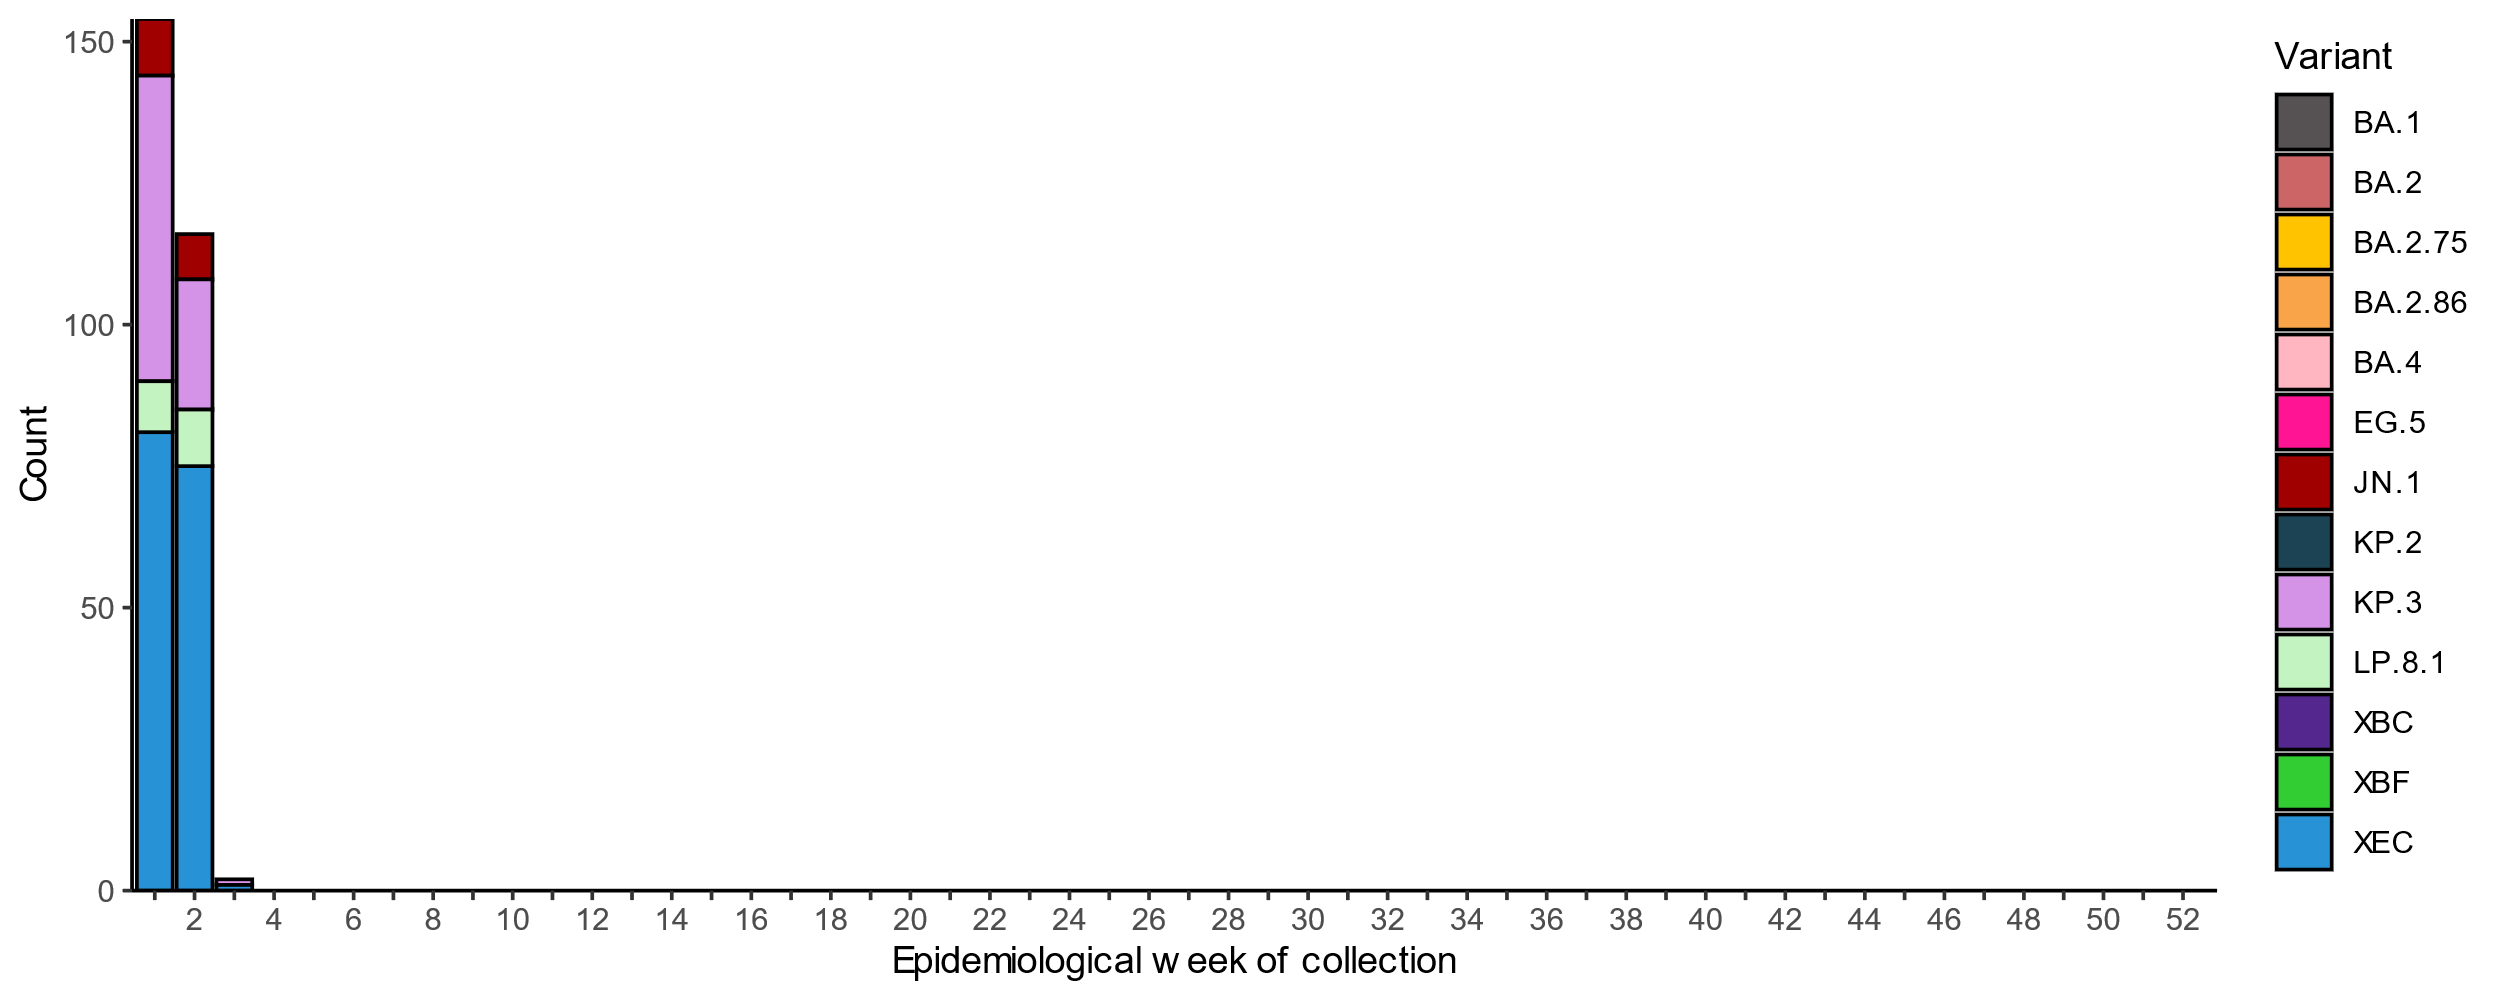 Count
150
100
50
0
2 4 6 8 10 12 14 16 18 20 22 24 26 28 30 32 34 36 38 40 42 44 46 48 50 52
Epidemiological week of collection
Variant
BA.1
BA.2
BA.2.75
BA.2.86
BA.4
EG.5
JN.1
KP.2
KP.3
LP.8.1
XBC
XBF
XEC